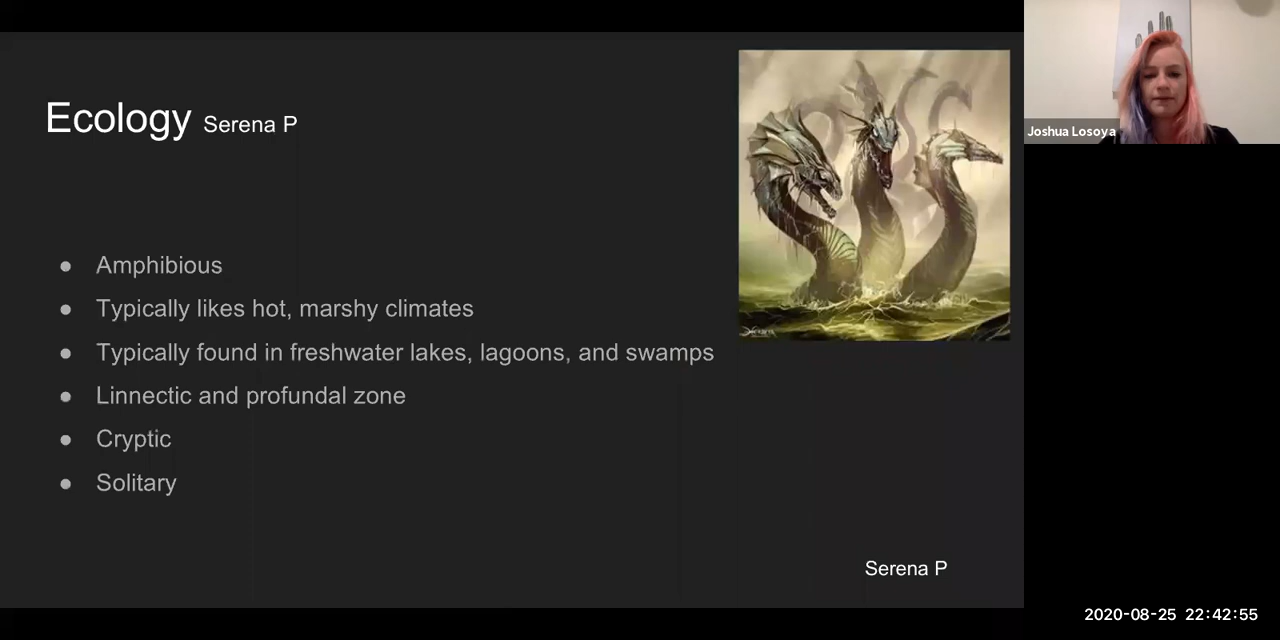 Ecology Serena P
● Amphibious
● Typically likes hot, marshy climates
● Typically found in freshwater lakes, lagoons, and swamps
● Linnectic and profundal zone
● Cryptic
● Solitary
Serena P
Joshua Losoya
2020-08-25 22:42:55